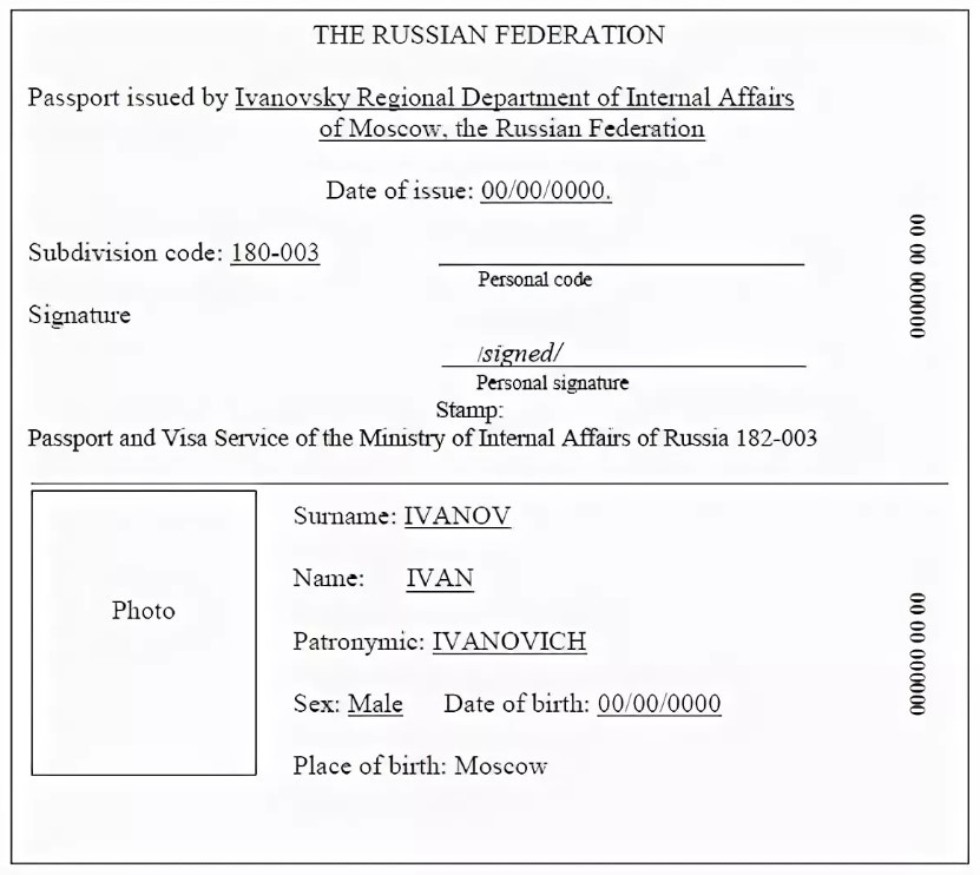 THE RUSSIAN FEDERATION
Passport issued by Ivanovsky Regional Department of Internal Affairs
of Moscow, the Russian Federation
Date of issue: 00/00/0000.
Subdivision code: 180-003
Personal code
Signature
/signed/
Personal signature
Stamp:
Passport and Visa Service of the Ministry of Internal Affairs of Russia 182-003
00 00 000000
Photo
Surname: IVANOV
Name: IVAN
Patronymic: IVANOVICH
Sex: Male Date of birth: 00/00/0000
Place of birth: Moscow
00 00 000000